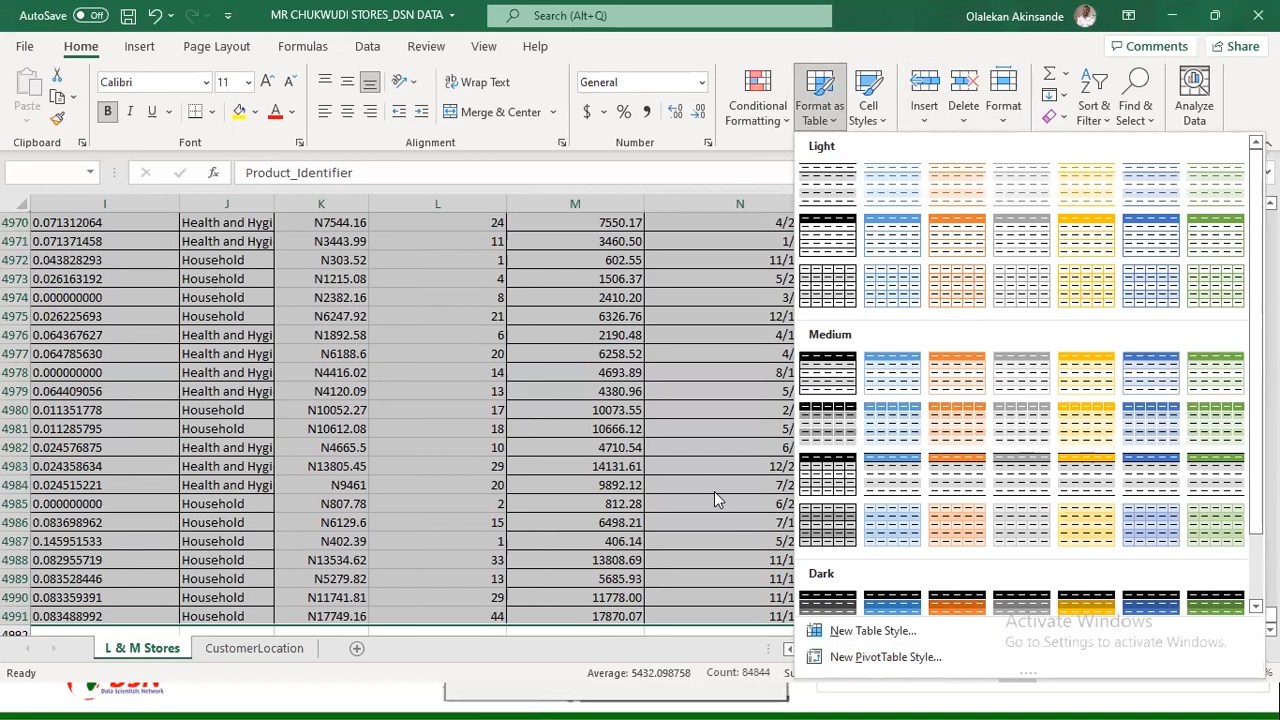 AutoSave Off MR CHUKWUDI STORES_DSN DATA Search (Alt+Q) Olalekan Akinsande
File Home Insert Page Layout Formulas Data Review View Help Comments Share
Calibri 11 Wrap Text General
Paste B I U Merge & Center $ % Conditional Formatting Format as Table Cell Styles Insert Delete Format Sort & Filter Find & Select Analyze Data
Clipboard Font Alignment Number
fx Product_Identifier
I J K L M N
4970 0.071312064 Health and Hygi N7544.16 24 7550.17 4/2
4971 0.071371458 Health and Hygi N3443.99 11 3460.50 1/
4972 0.043828293 Household N303.52 1 602.55 11/1
4973 0.026163192 Household N1215.08 4 1506.37 5/2
4974 0.000000000 Household N2382.16 8 2410.20 3/
4975 0.026225693 Household N6247.92 21 6326.76 12/1
4976 0.064367627 Health and Hygi N1892.58 6 2190.48 4/1
4977 0.064785630 Health and Hygi N6188.6 20 6258.52 4/
4978 0.000000000 Health and Hygi N4416.02 14 4693.89 8/1
4979 0.064409056 Health and Hygi N4120.09 13 4380.96 5/
4980 0.011351778 Household N10052.27 17 10073.55 2/
4981 0.011285795 Household N10612.08 18 10666.12 5/
4982 0.024576875 Health and Hygi N4665.5 10 4710.54 6/
4983 0.024358634 Health and Hygi N13805.45 29 14131.61 12/2
4984 0.024515221 Health and Hygi N9461 20 9892.12 7/2
4985 0.000000000 Household N807.78 2 812.28 6/2
4986 0.083698962 Household N6129.6 15 6498.21 7/1
4987 0.145951533 Household N402.39 1 406.14 5/2
4988 0.082955719 Household N13534.62 33 13808.69 11/1
4989 0.083528446 Household N5279.82 13 5685.93 11/1
4990 0.083359391 Household N11741.81 29 11778.00 11/1
4991 0.083488992 Household N17749.16 44 17870.07 11/1
4992
Light
Medium
Dark
New Table Style...
New PivotTable Style...
Activate Windows
Go to Settings to activate Windows.
L & M Stores CustomerLocation
Ready Average: 5432.098758 Count: 84844 Su %
DSN
Data Scientists Network